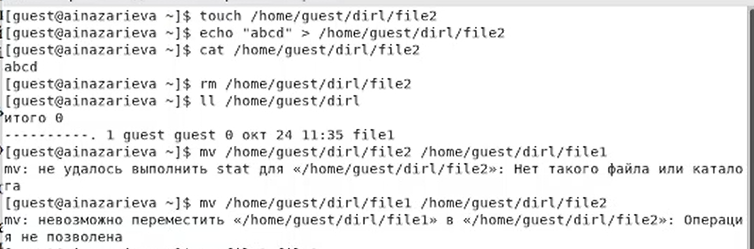 [guest@ainazarieva ~]$ touch /home/guest/dirl/file2
[guest@ainazarieva ~]$ echo "abcd" > /home/guest/dirl/file2
[guest@ainazarieva ~]$ cat /home/guest/dirl/file2
abcd
[guest@ainazarieva ~]$ rm /home/guest/dirl/file2
[guest@ainazarieva ~]$ ll /home/guest/dirl
итого 0
----------. 1 guest guest 0 окт 24 11:35 file1
[guest@ainazarieva ~]$ mv /home/guest/dirl/file2 /home/guest/dirl/file1
mv: не удалось выполнить stat для «/home/guest/dirl/file2»: Нет такого файла или катало
га
[guest@ainazarieva ~]$ mv /home/guest/dirl/file1 /home/guest/dirl/file2
mv: невозможно переместить «/home/guest/dirl/file1» в «/home/guest/dirl/file2»: Операци
я не позволена